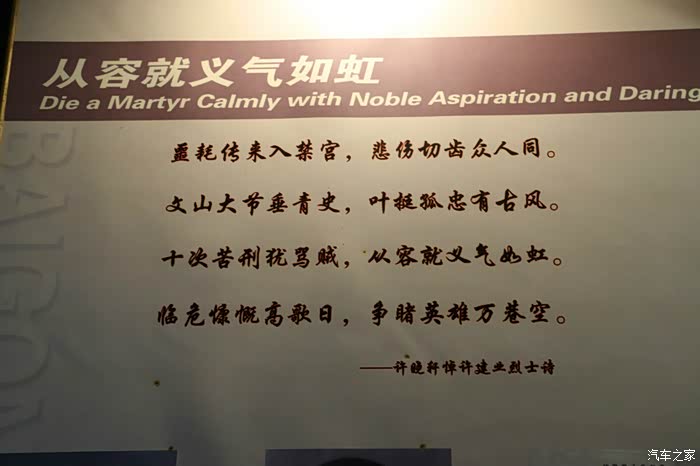 从容就义气如虹
Die a Martyr Calmly with Noble Aspiration and Daring
BAIGON
噩耗传来入禁宫，悲伤切齿众人同。
文山大节垂青史，叶挺孤忠有古风。
十次苦刑犹骂贼，从容就义气如虹。
临危慷慨高歌日，争睹英雄万巷空。
——许晓轩悼许建业烈士诗
汽车之家